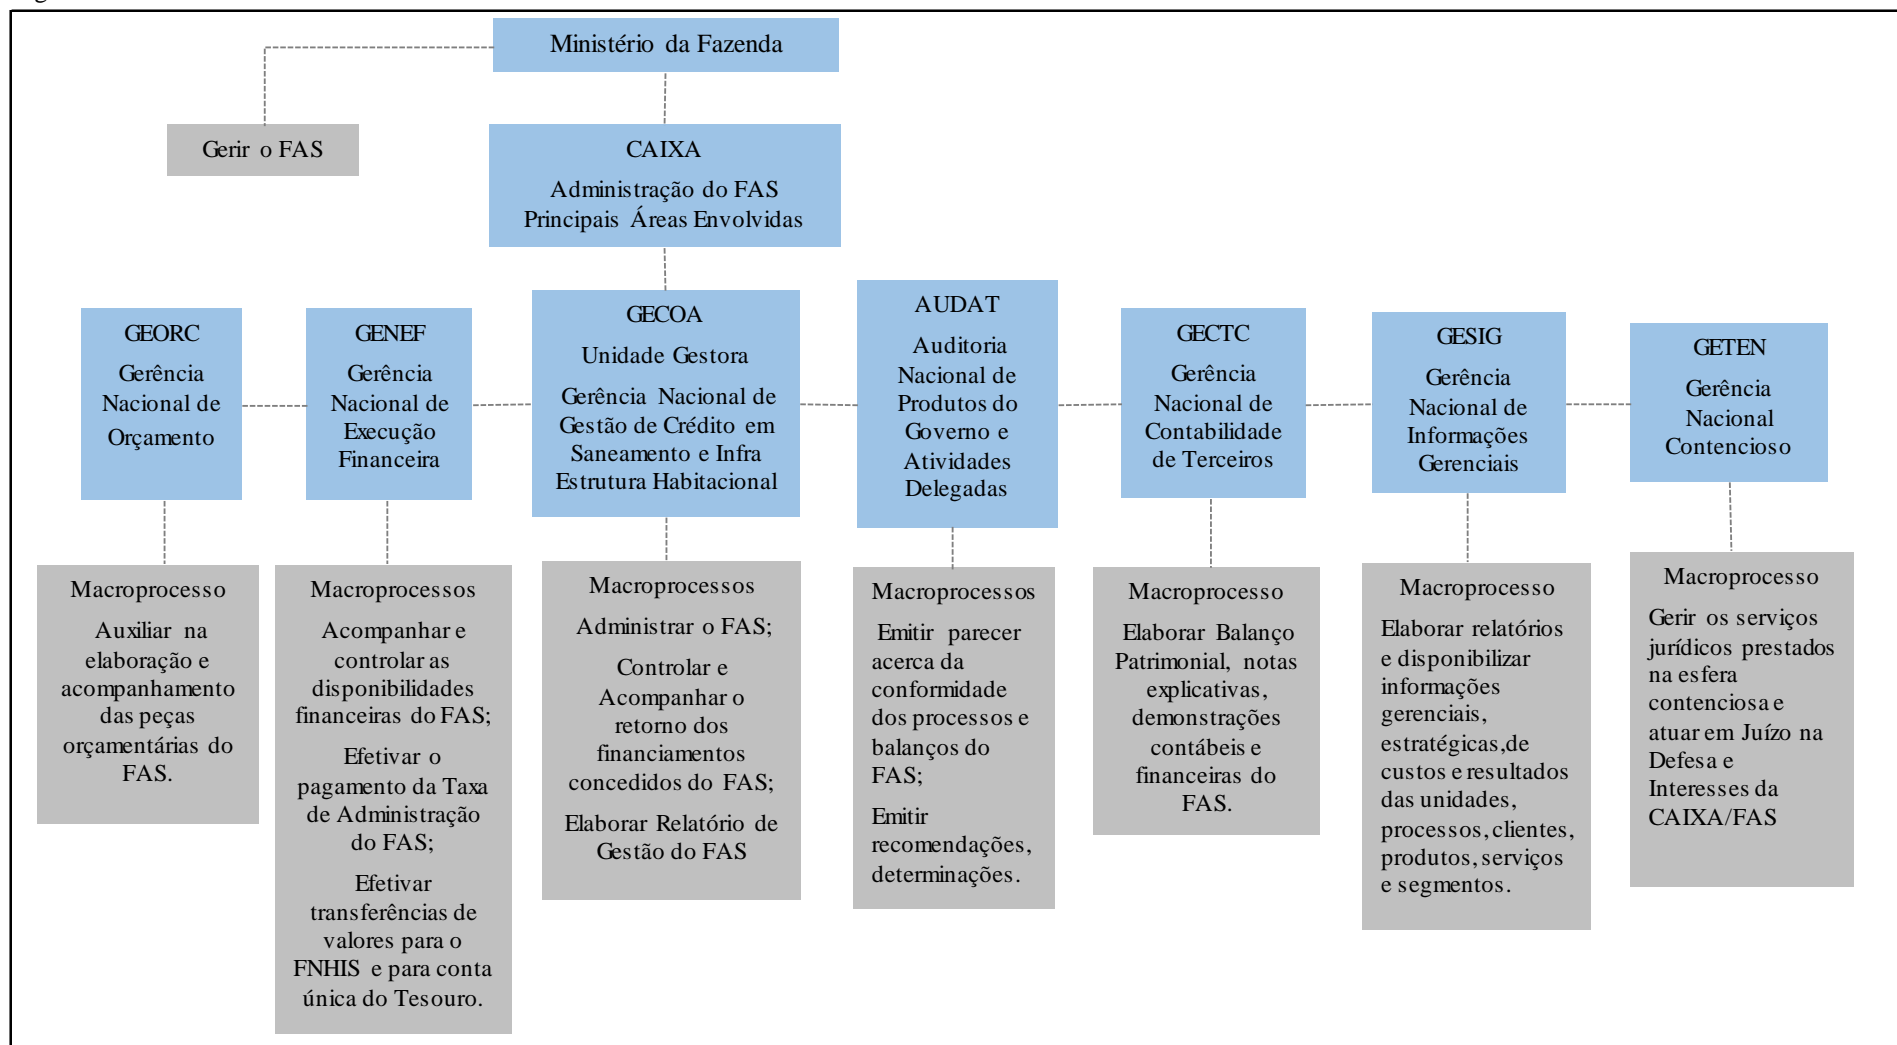 Ministério da Fazenda
Gerir o FAS
CAIXA
Administração do FAS
Principais Áreas Envolvidas
GEORC
Gerência
Nacional de
Orçamento
GENEF
Gerência
Nacional de
Execução
Financeira
GECOA
Unidade Gestora
Gerência Nacional de
Gestão de Crédito em
Saneamento e Infra
Estrutura Habitacional
AUDAT
Auditoria
Nacional de
Produtos do
Governo e
Atividades
Delegadas
GECTC
Gerência
Nacional de
Contabilidade
de Terceiros
GESIG
Gerência
Nacional de
Informações
Gerenciais
GETEN
Gerência
Nacional
Contencioso
Macroprocesso
Auxiliar na
elaboração e
acompanhamento
das peças
orçamentárias do
FAS.
Macroprocessos
Acompanhar e
controlar as
disponibilidades
financeiras do FAS;
Efetivar o
pagamento da Taxa
de Administração
do FAS;
Efetivar
transferências de
valores para o
FNHIS e para conta
única do Tesouro.
Macroprocessos
Administrar o FAS;
Controlar e
Acompanhar o
retorno dos
financiamentos
concedidos do FAS;
Elaborar Relatório de
Gestão do FAS
Macroprocessos
Emitir parecer
acerca da
conformidade
dos processos e
balanços do
FAS;
Emitir
recomendações,
determinações.
Macroprocesso
Elaborar Balanço
Patrimonial, notas
explicativas,
demonstrações
contábeis e
financeiras do
FAS.
Macroprocesso
Elaborar relatórios
e disponibilizar
informações
gerenciais,
estratégicas,de
custos e resultados
das unidades,
processos, clientes,
produtos, serviços
e segmentos.
Macroprocesso
Gerir os serviços
jurídicos prestados
na esfera
contenciosa e
atuar em Juízo na
Defesa e
Interesses da
CAIXA/FAS